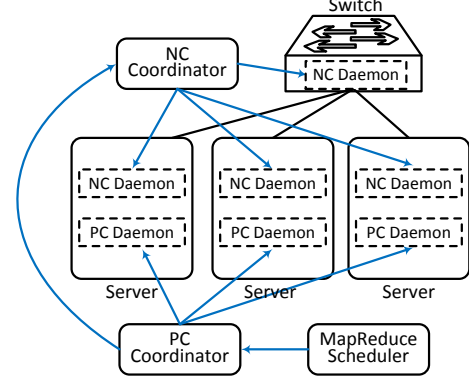 Switch
NC
Coordinator
NC Daemon
NC Daemon
NC Daemon
NC Daemon
PC Daemon
PC Daemon
PC Daemon
Server
Server
Server
PC
Coordinator
MapReduce
Scheduler